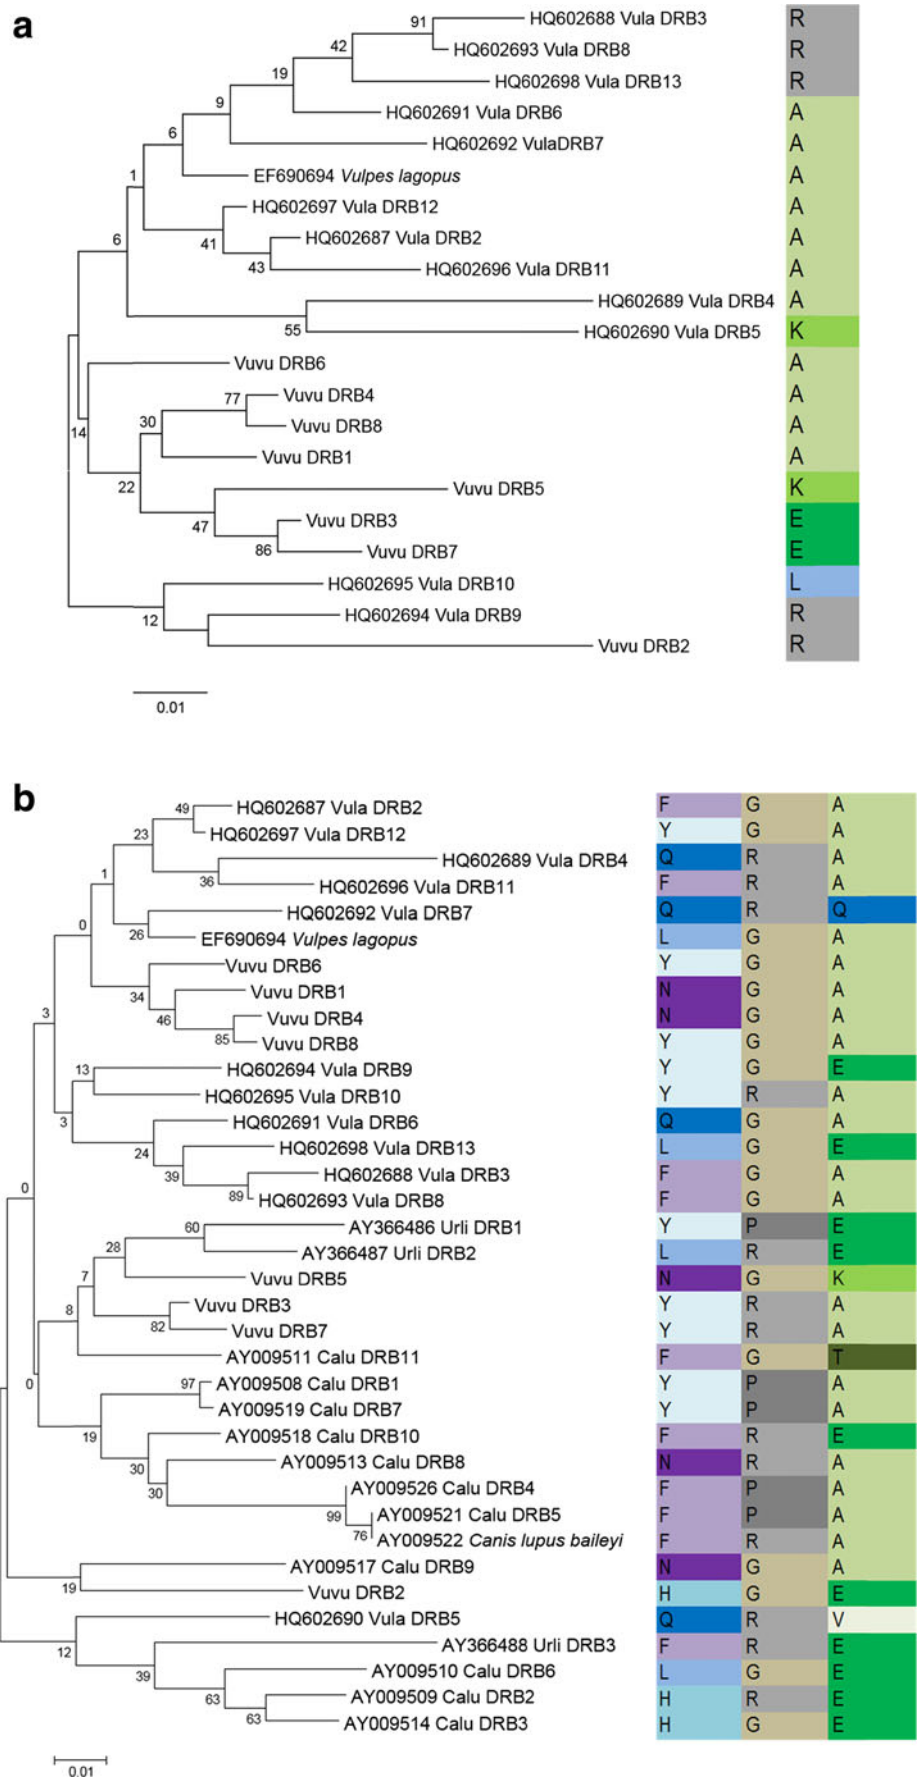 a
91 HQ602688 Vula DRB3 R
HQ602693 Vula DRB8 R
42
HQ602698 Vula DRB13 R
19
HQ602691 Vula DRB6 A
9
HQ602692 VulaDRB7 A
6
EF690694 Vulpes lagopus A
1
HQ602697 Vula DRB12 A
41
HQ602687 Vula DRB2 A
43
HQ602696 Vula DRB11 A
6
HQ602689 Vula DRB4 A
55
HQ602690 Vula DRB5 K
Vuvu DRB6 A
77 Vuvu DRB4 A
Vuvu DRB8 A
30
14
Vuvu DRB1 A
22
Vuvu DRB5 K
47
Vuvu DRB3 E
86
Vuvu DRB7 E
HQ602695 Vula DRB10 L
12
HQ602694 Vula DRB9 R
Vuvu DRB2 R
0.01
b
49 HQ602687 Vula DRB2 F G A
HQ602697 Vula DRB12 Y G A
23
HQ602689 Vula DRB4 Q R A
36
HQ602696 Vula DRB11 F R A
1
HQ602692 Vula DRB7 Q R Q
26
EF690694 Vulpes lagopus L G A
0
Vuvu DRB6 Y G A
34
Vuvu DRB1 N G A
46
Vuvu DRB4 N G A
85
Vuvu DRB8 Y G A
3
13 HQ602694 Vula DRB9 Y G E
HQ602695 Vula DRB10 Y R A
3
HQ602691 Vula DRB6 Q G A
24
HQ602698 Vula DRB13 L G E
39
HQ602688 Vula DRB3 F G A
89
HQ602693 Vula DRB8 F G A
0
60 AY366486 Urli DRB1 Y P E
28
AY366487 Urli DRB2 L R E
7
Vuvu DRB5 N G K
8
Vuvu DRB3 Y R A
82
Vuvu DRB7 Y R A
AY009511 Calu DRB11 F G T
0
97 AY009508 Calu DRB1 Y P A
AY009519 Calu DRB7 Y P A
19
AY009518 Calu DRB10 F R E
30
AY009513 Calu DRB8 N R A
30
AY009526 Calu DRB4 F P A
99
AY009521 Calu DRB5 F P A
76
AY009522 Canis lupus baileyi F R A
AY009517 Calu DRB9 N G A
19
Vuvu DRB2 H G E
HQ602690 Vula DRB5 Q R V
12
AY366488 Urli DRB3 F R E
39
AY009510 Calu DRB6 L G E
63
AY009509 Calu DRB2 H R E
63
AY009514 Calu DRB3 H G E
0.01